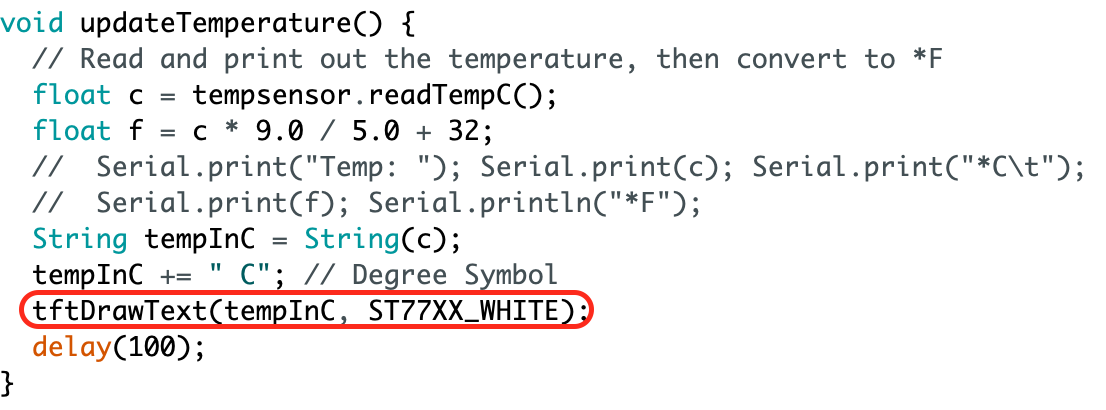 void updateTemperature() {
  // Read and print out the temperature, then convert to *F
  float c = tempsensor.readTempC();
  float f = c * 9.0 / 5.0 + 32;
  //  Serial.print("Temp: "); Serial.print(c); Serial.print("*C\t");
  //  Serial.print(f); Serial.println("*F");
  String tempInC = String(c);
  tempInC += " C"; // Degree Symbol
  tftDrawText(tempInC, ST77XX_WHITE);
  delay(100);
}